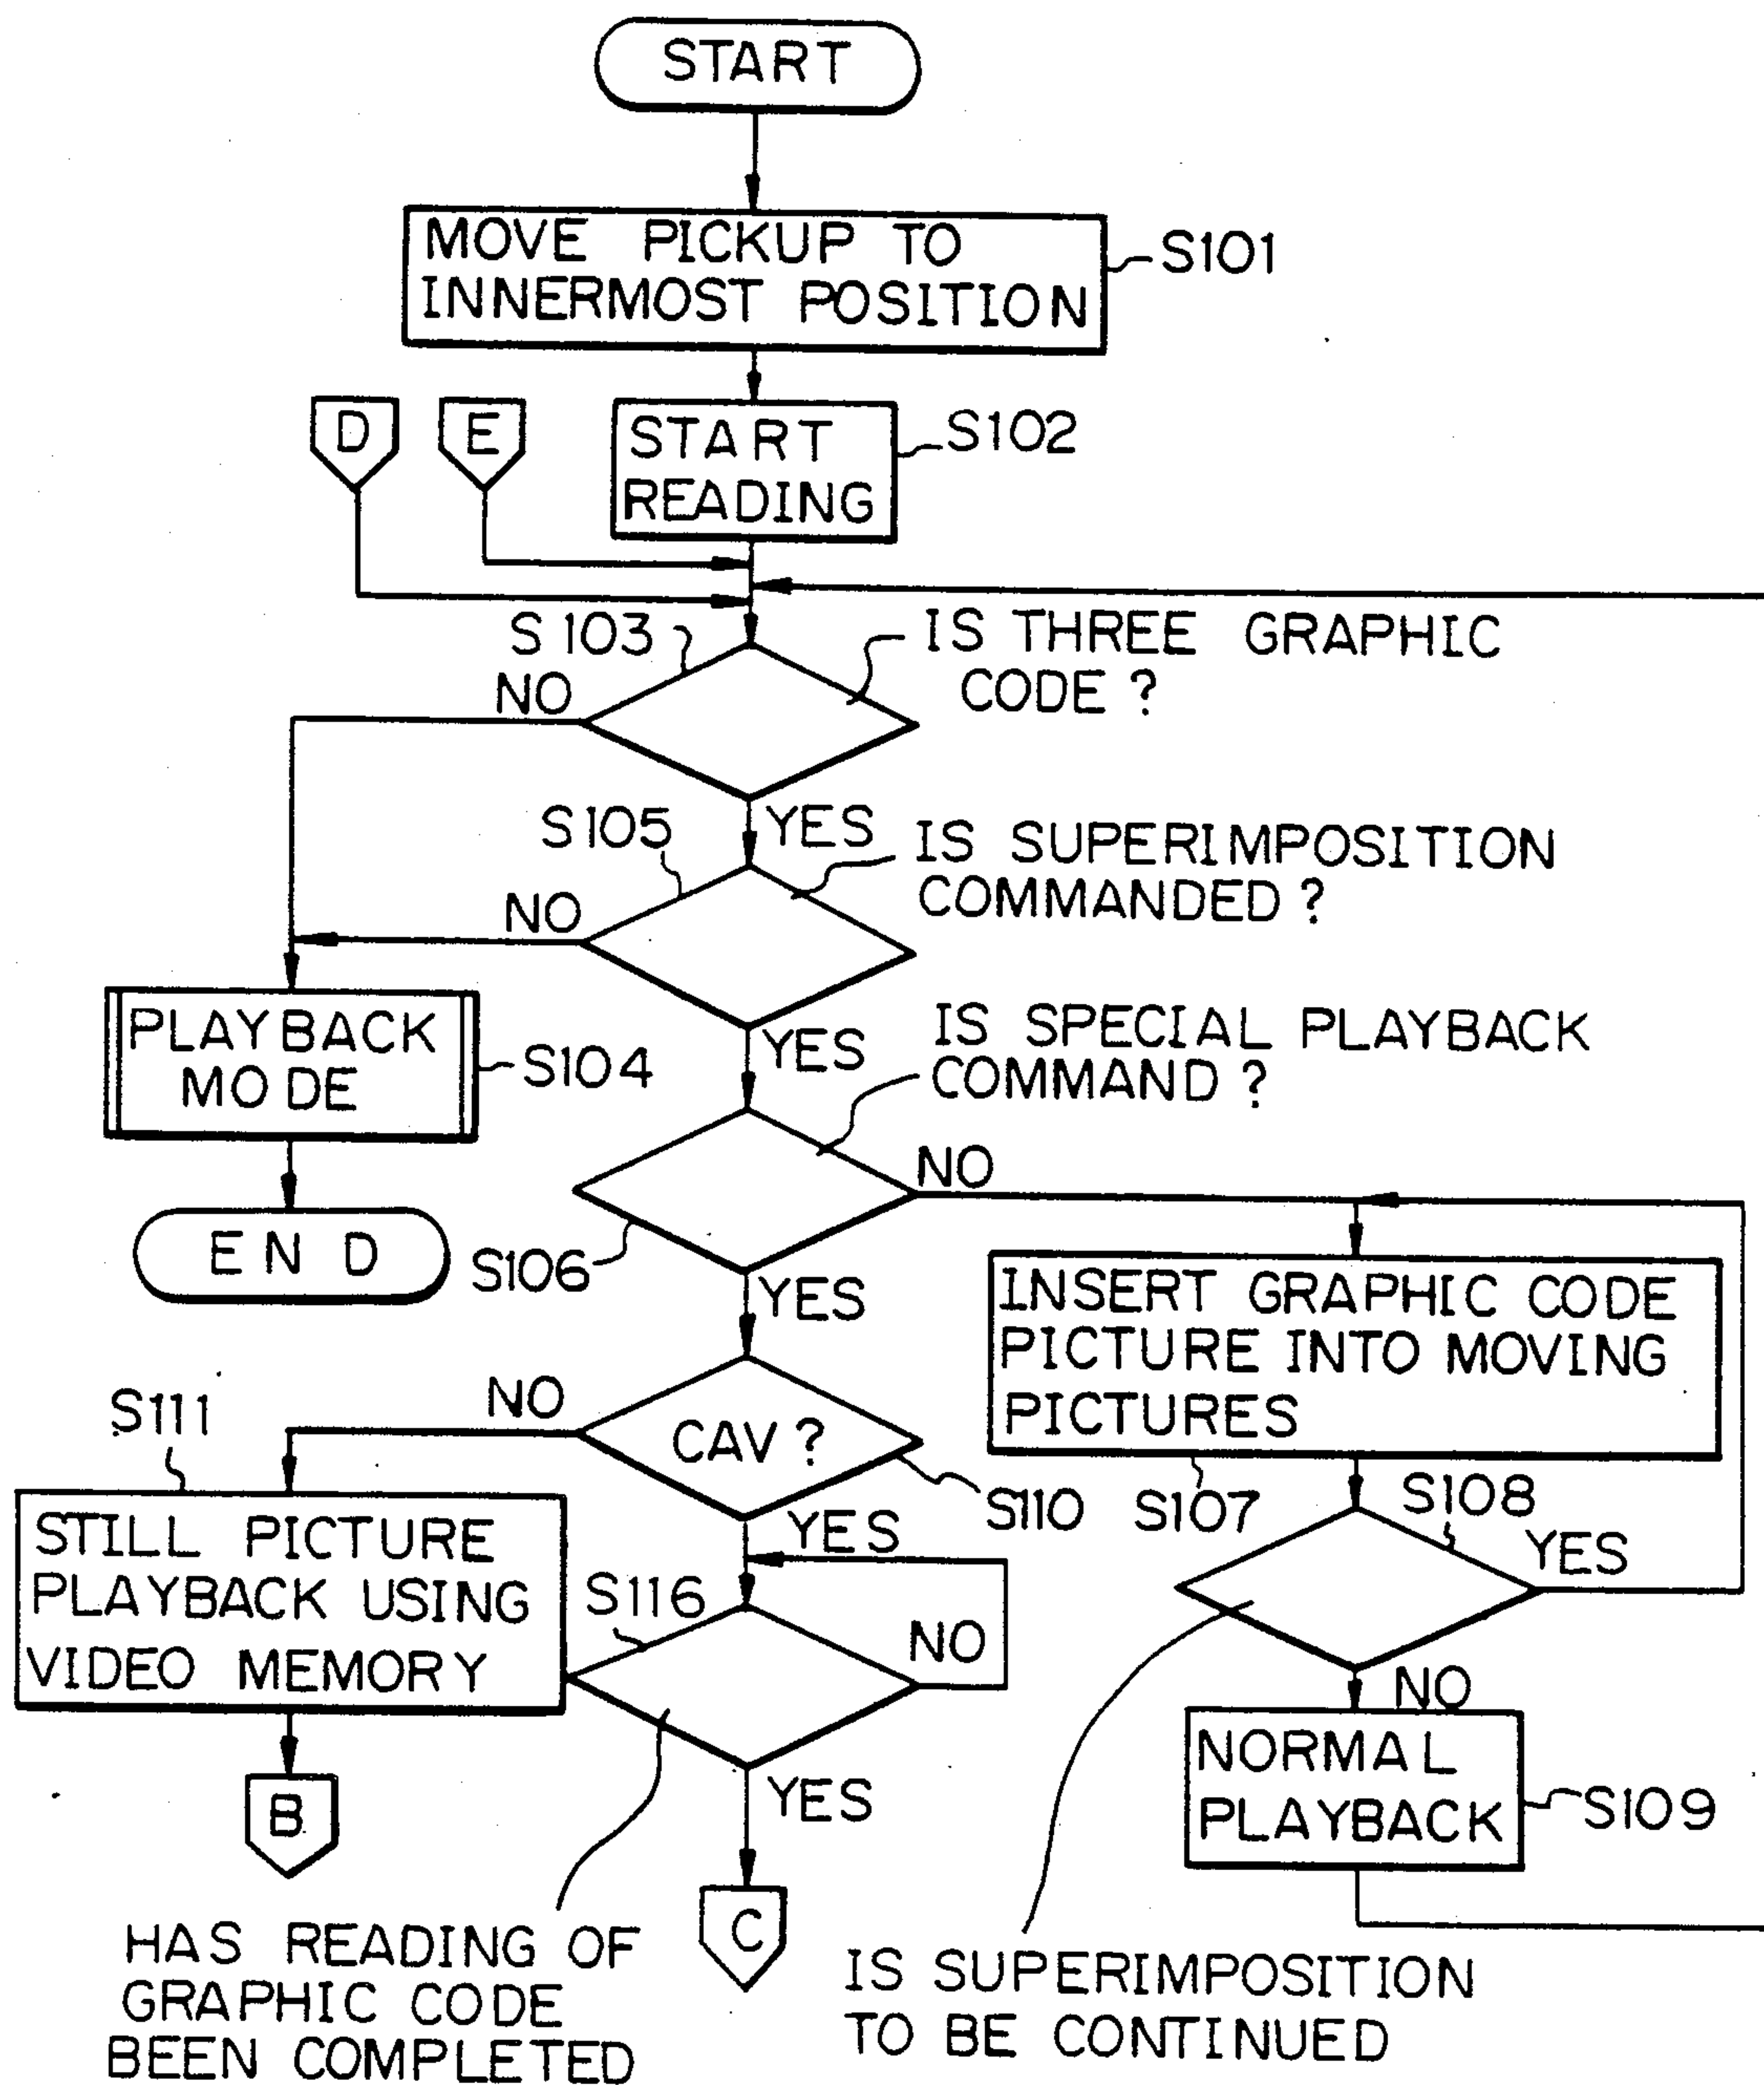 START
MOVE PICKUP TO
INNERMOST POSITION
S101
D
E
START
READING
S102
S103
IS THREE GRAPHIC
CODE ?
NO
YES
S105
IS SUPERIMPOSITION
COMMANDED ?
NO
PLAYBACK
MODE
S104
YES
IS SPECIAL PLAYBACK
COMMAND ?
NO
END
S106
YES
INSERT GRAPHIC CODE
PICTURE INTO MOVING
PICTURES
S111
NO
CAV ?
S110
S107
S108
YES
STILL PICTURE
PLAYBACK USING
VIDEO MEMORY
YES
S116
NO
NO
NORMAL
PLAYBACK
S109
B
YES
C
HAS READING OF
GRAPHIC CODE
BEEN COMPLETED
IS SUPERIMPOSITION
TO BE CONTINUED